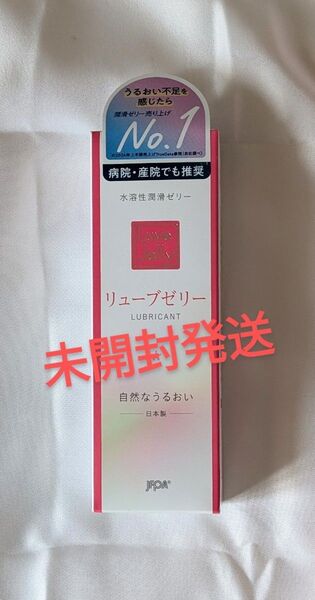 うるおい不足を
感じたら
潤滑ゼリー売り上げ
No.1
病院・産院でも推奨
水溶性潤滑ゼリー
リューブゼリー
LUBRICANT
未開封発送
自然なうるおい
日本製
JFPA